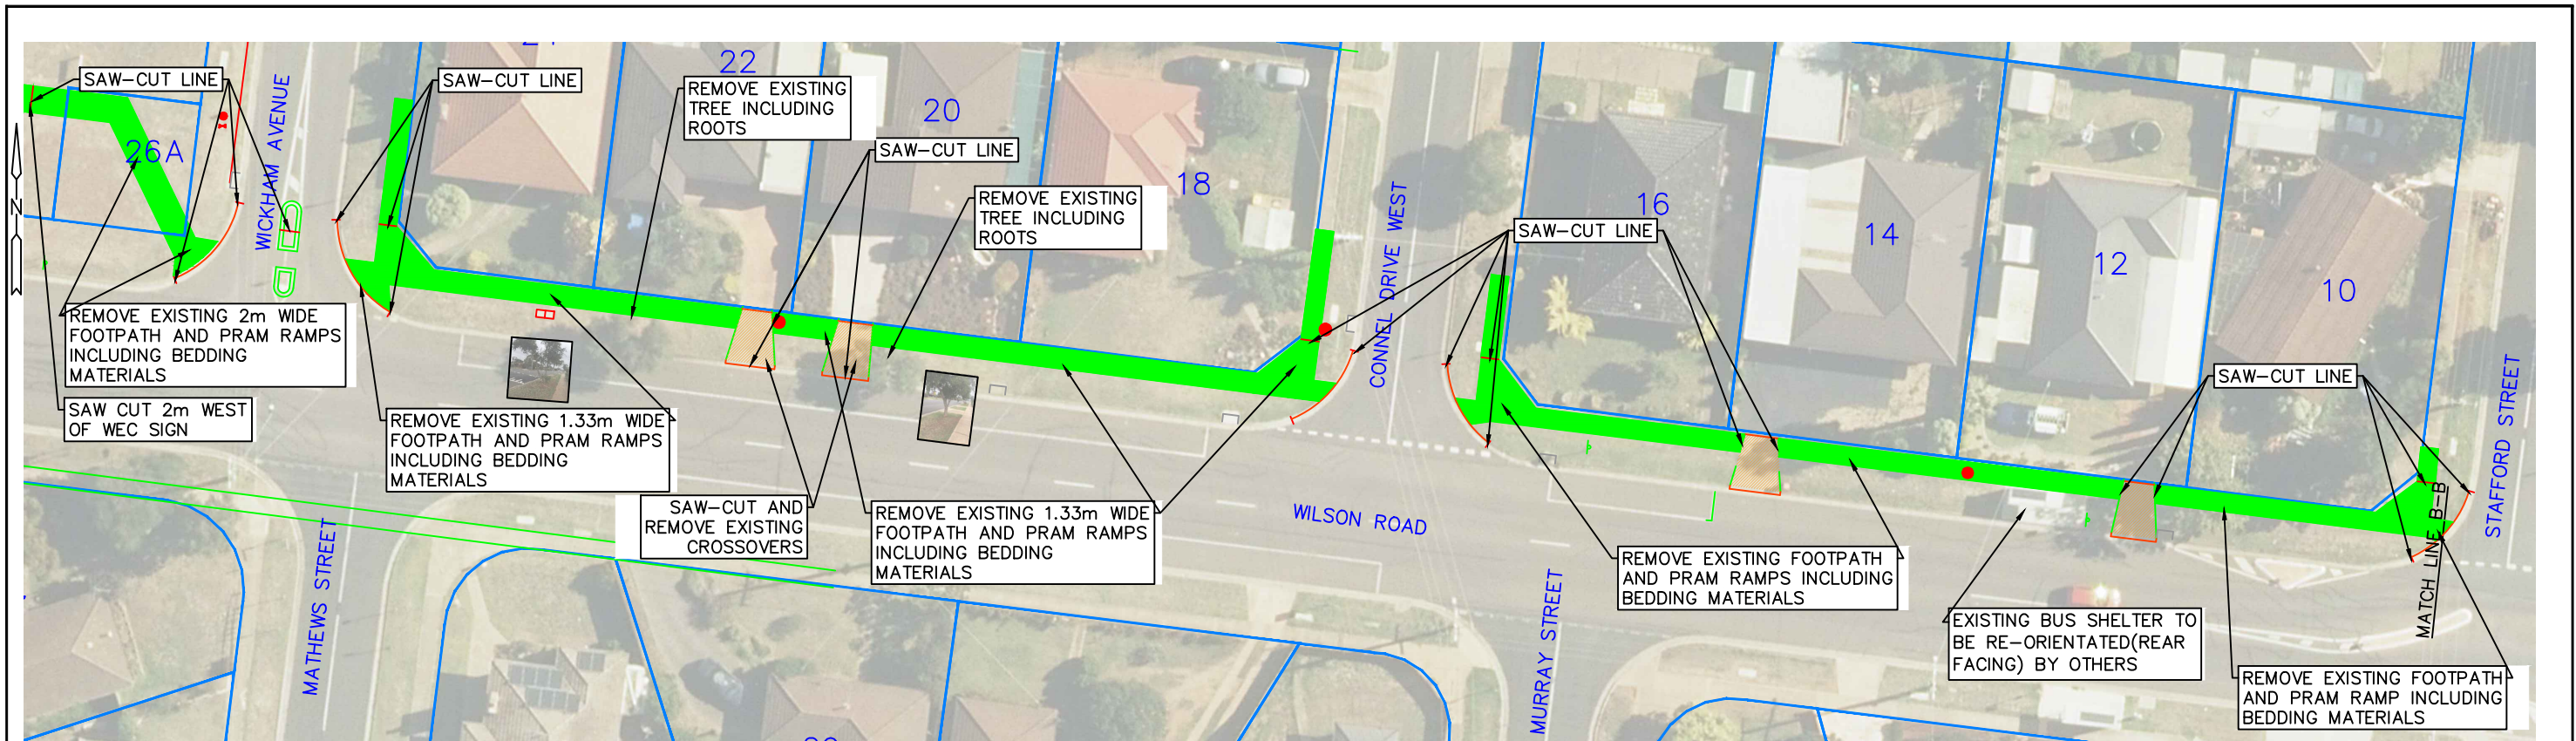 SAW-CUT LINE
WICKHAM AVENUE
SAW-CUT LINE
22
REMOVE EXISTING
TREE INCLUDING
ROOTS
20
SAW-CUT LINE
26A
N
REMOVE EXISTING
TREE INCLUDING
ROOTS
18
CONNEL DRIVE WEST
SAW-CUT LINE
16
14
12
10
SAW-CUT LINE
STAFFORD STREET
REMOVE EXISTING 2m WIDE
FOOTPATH AND PRAM RAMPS
INCLUDING BEDDING
MATERIALS
SAW CUT 2m WEST
OF WEC SIGN
REMOVE EXISTING 1.33m WIDE
FOOTPATH AND PRAM RAMPS
INCLUDING BEDDING
MATERIALS
SAW-CUT AND
REMOVE EXISTING
CROSSOVERS
REMOVE EXISTING 1.33m WIDE
FOOTPATH AND PRAM RAMPS
INCLUDING BEDDING
MATERIALS
WILSON ROAD
MATHEWS STREET
MURRAY STREET
REMOVE EXISTING FOOTPATH
AND PRAM RAMPS INCLUDING
BEDDING MATERIALS
EXISTING BUS SHELTER TO
BE RE-ORIENTATED(REAR
FACING) BY OTHERS
MATCH LINE B-B
REMOVE EXISTING FOOTPATH
AND PRAM RAMP INCLUDING
BEDDING MATERIALS